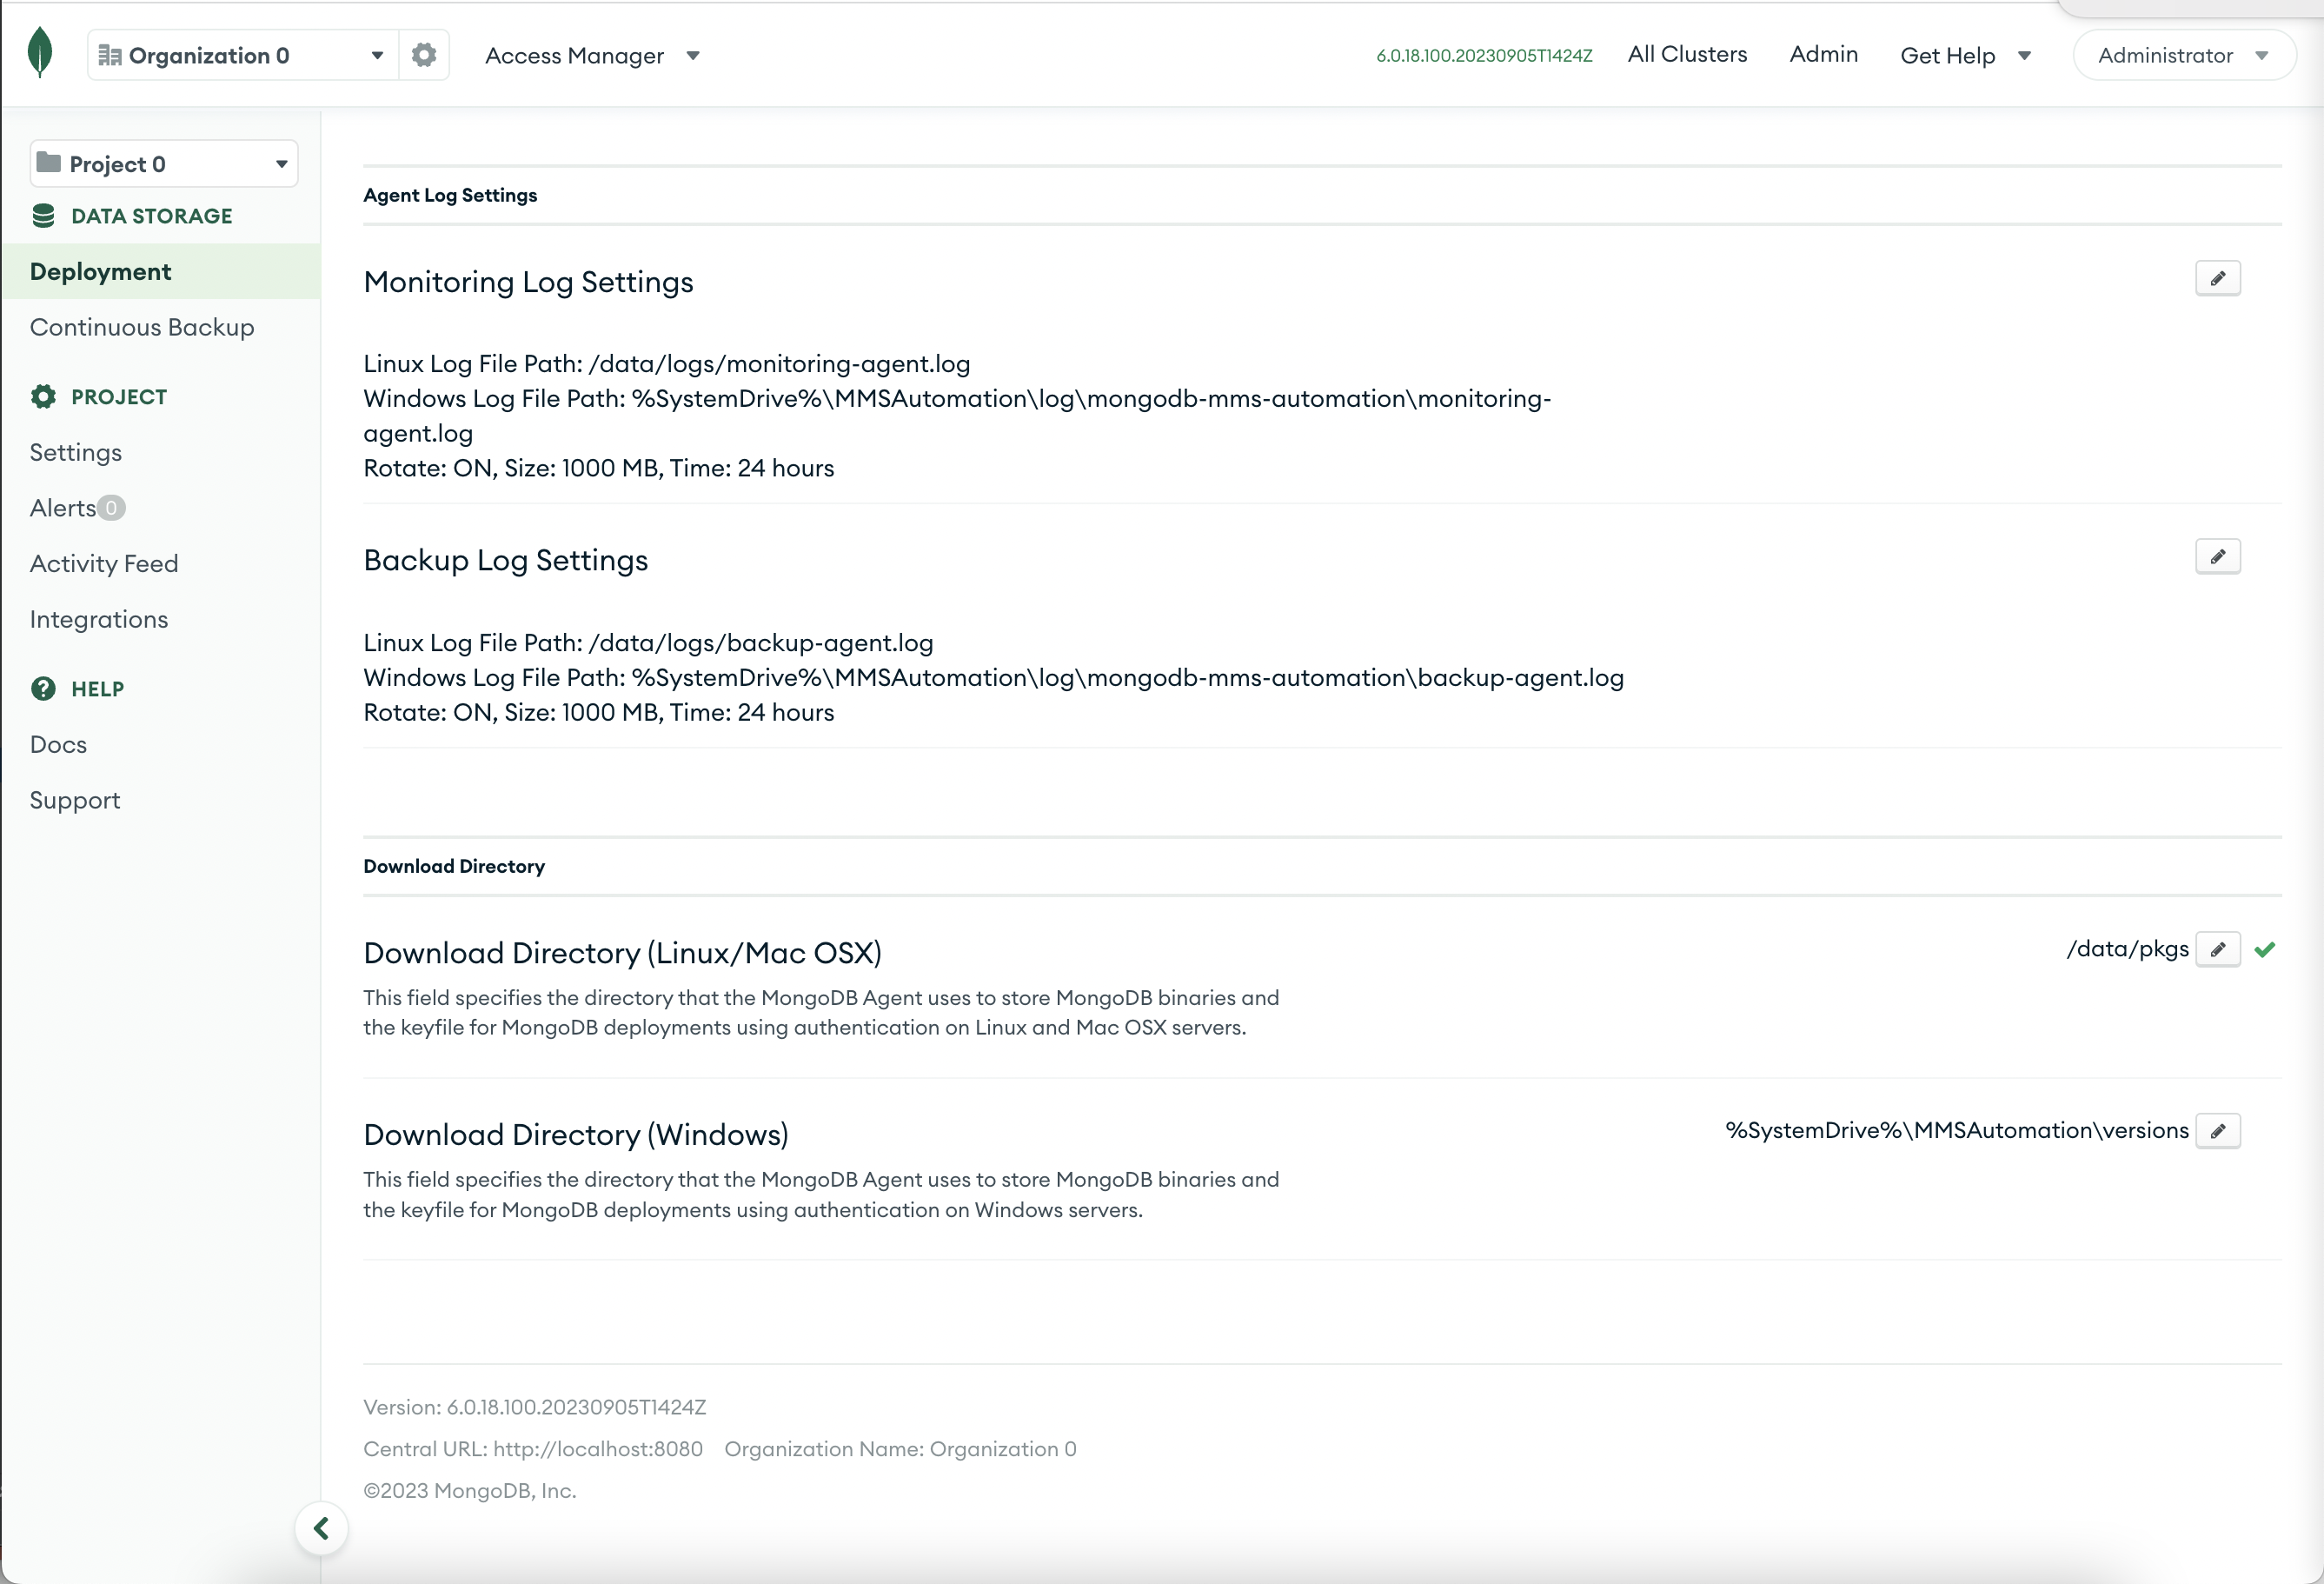 Organization 0
Access Manager
6.0.18.100.20230905T1424Z
All Clusters
Admin
Get Help
Administrator
Project 0
DATA STORAGE
Deployment
Continuous Backup
PROJECT
Settings
Alerts 0
Activity Feed
Integrations
HELP
Docs
Support
Agent Log Settings
Monitoring Log Settings
Linux Log File Path: /data/logs/monitoring-agent.log
Windows Log File Path: %SystemDrive%\MMSAutomation\log\mongodb-mms-automation\monitoring-
agent.log
Rotate: ON, Size: 1000 MB, Time: 24 hours
Backup Log Settings
Linux Log File Path: /data/logs/backup-agent.log
Windows Log File Path: %SystemDrive%\MMSAutomation\log\mongodb-mms-automation\backup-agent.log
Rotate: ON, Size: 1000 MB, Time: 24 hours
Download Directory
Download Directory (Linux/Mac OSX)
/data/pkgs
This field specifies the directory that the MongoDB Agent uses to store MongoDB binaries and
the keyfile for MongoDB deployments using authentication on Linux and Mac OSX servers.
Download Directory (Windows)
%SystemDrive%\MMSAutomation\versions
This field specifies the directory that the MongoDB Agent uses to store MongoDB binaries and
the keyfile for MongoDB deployments using authentication on Windows servers.
Version: 6.0.18.100.20230905T1424Z
Central URL: http://localhost:8080 Organization Name: Organization 0
©2023 MongoDB, Inc.